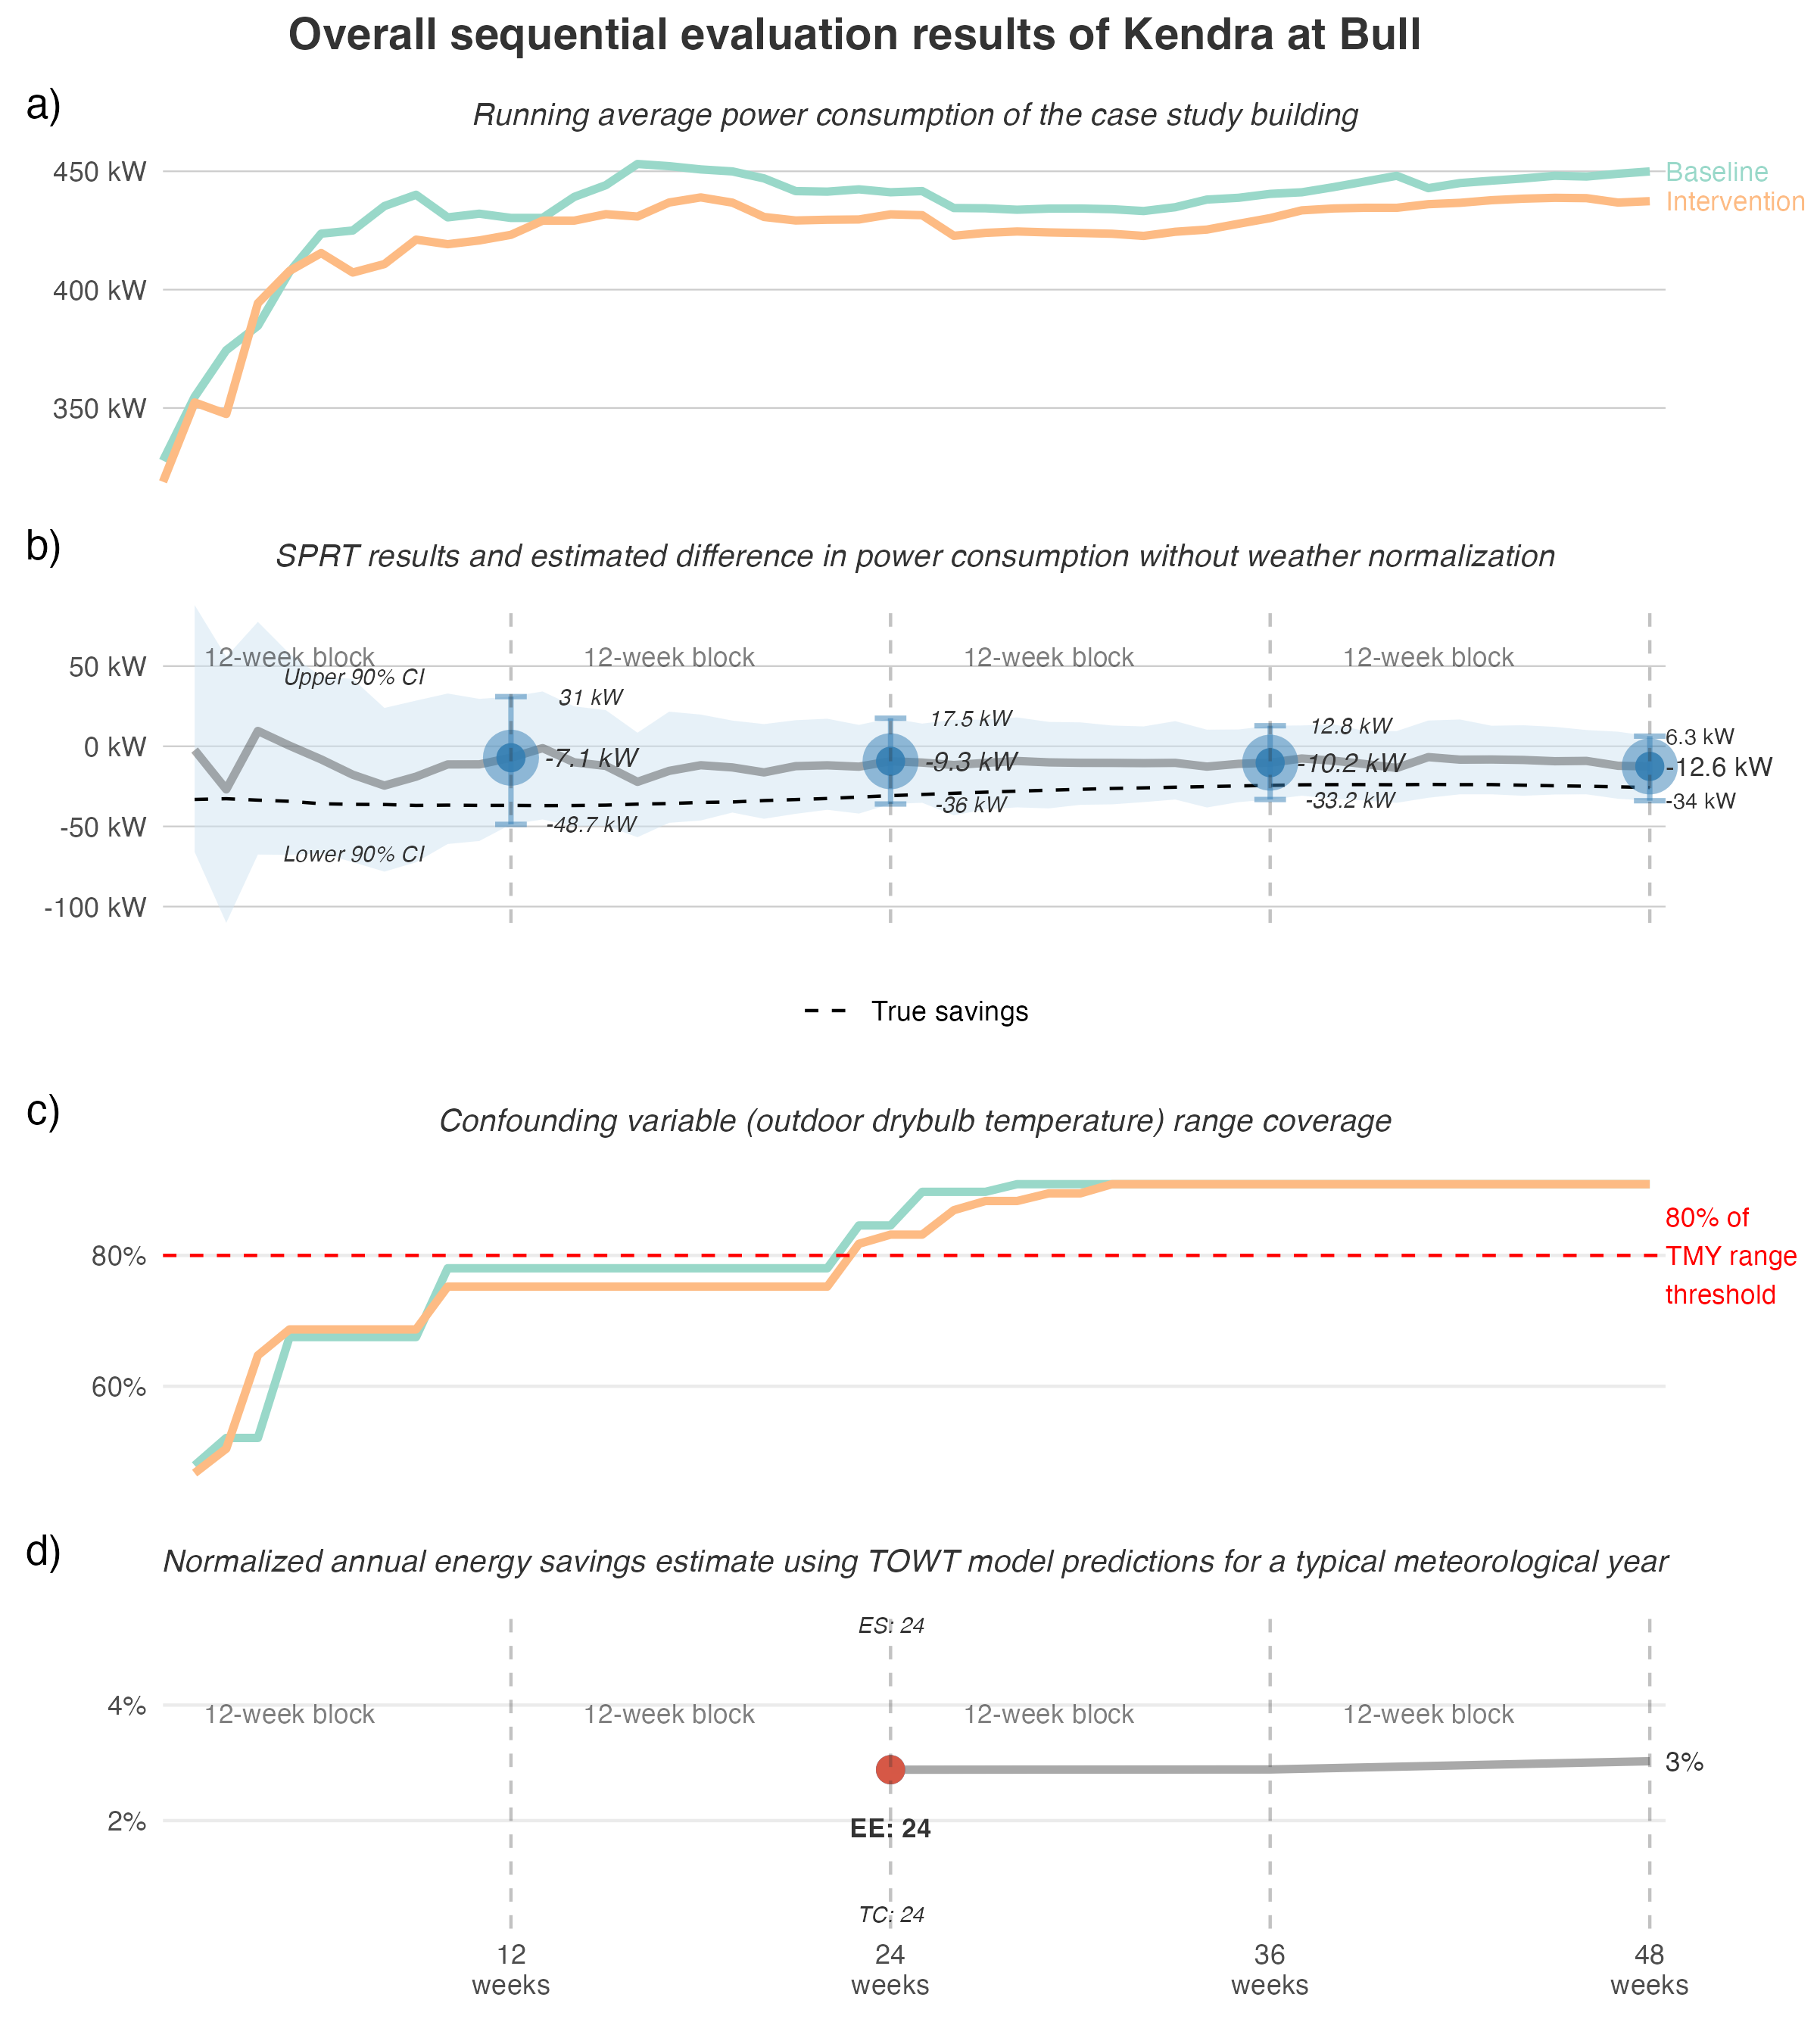 Overall sequential evaluation results of Kendra at Bull
a)
Running average power consumption of the case study building
450 kW
Baseline
Intervention
400 kW
350 kW
b)
SPRT results and estimated difference in power consumption without weather normalization
12-week block
12-week block
12-week block
12-week block
50 kW
Upper 90% CI
31 kW
17.5 kW
12.8 kW
6.3 kW
0 kW
-7.1 kW
-9.3 kW
-10.2 kW
-12.6 kW
-36 kW
-33.2 kW
-34 kW
-50 kW
-48.7 kW
Lower 90% CI
-100 kW
True savings
c)
Confounding variable (outdoor drybulb temperature) range coverage
80%
80% of
TMY range
threshold
60%
d)
Normalized annual energy savings estimate using TOWT model predictions for a typical meteorological year
ES: 24
4%
12-week block
12-week block
12-week block
12-week block
3%
2%
EE: 24
TC: 24
12
weeks
24
weeks
36
weeks
48
weeks